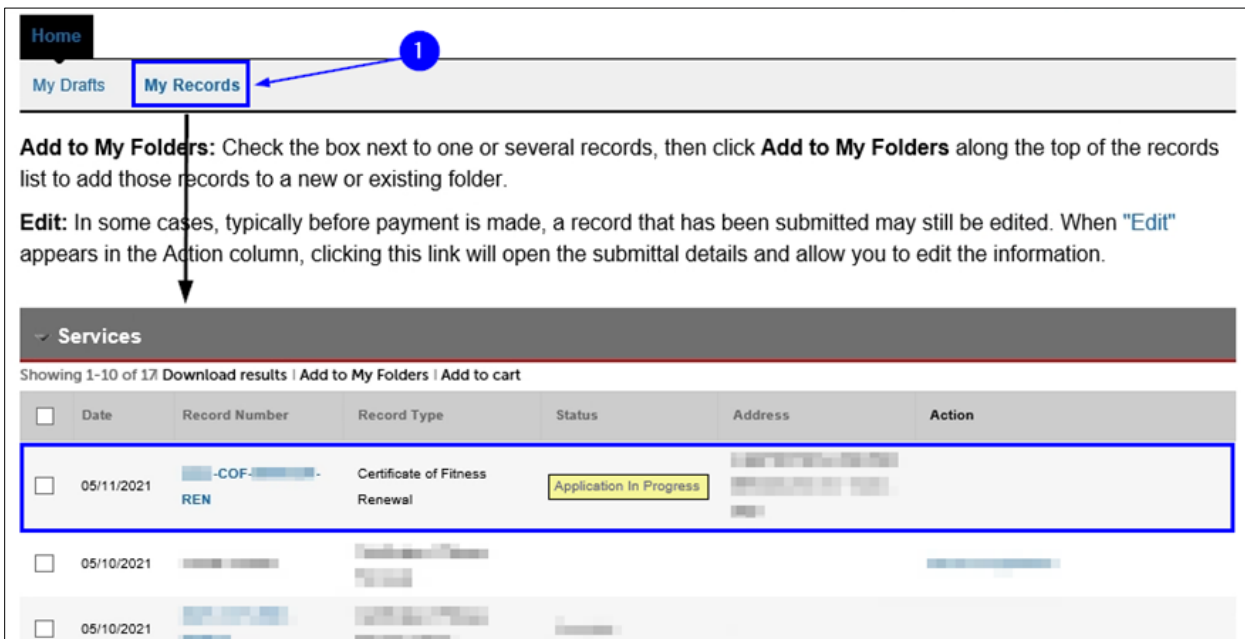 Home
1
My Drafts My Records
Add to My Folders: Check the box next to one or several records, then click Add to My Folders along the top of the records
list to add those records to a new or existing folder.
Edit: In some cases, typically before payment is made, a record that has been submitted may still be edited. When "Edit"
appears in the Action column, clicking this link will open the submittal details and allow you to edit the information.
Services
Showing 1-10 of 17 Download results | Add to My Folders | Add to cart
Date Record Number Record Type Status Address Action
05/11/2021 -COF- - Certificate of Fitness Application In Progress
REN Renewal
05/10/2021
05/10/2021